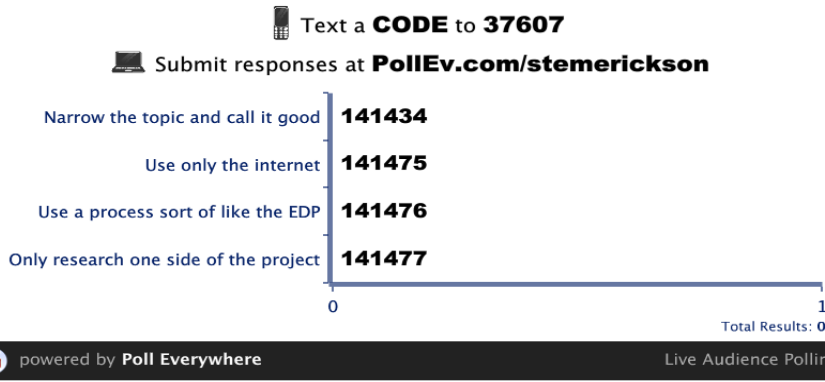 Text a CODE to 37607
Submit responses at PollEv.com/stemerickson
Narrow the topic and call it good 141434
Use only the internet 141475
Use a process sort of like the EDP 141476
Only research one side of the project 141477
0 1
Total Results: 0
powered by Poll Everywhere Live Audience Pollin